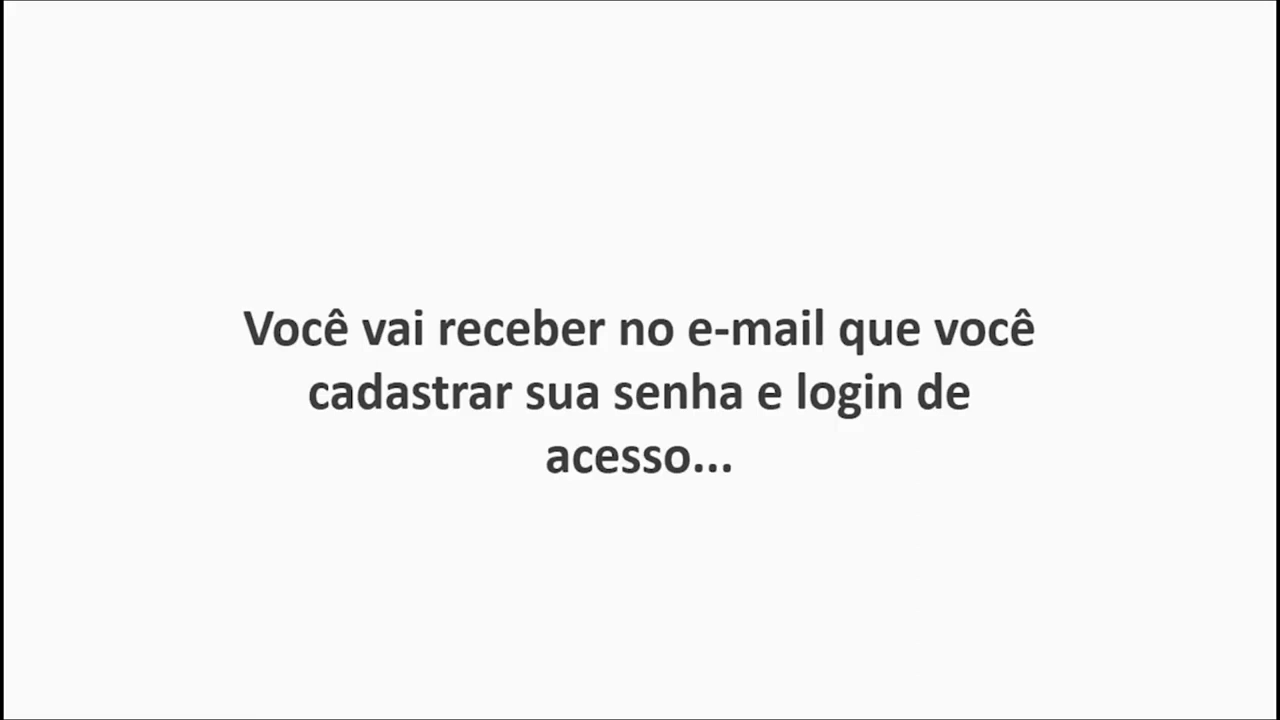 Você vai receber no e-mail que você
cadastrar sua senha e login de
acesso...